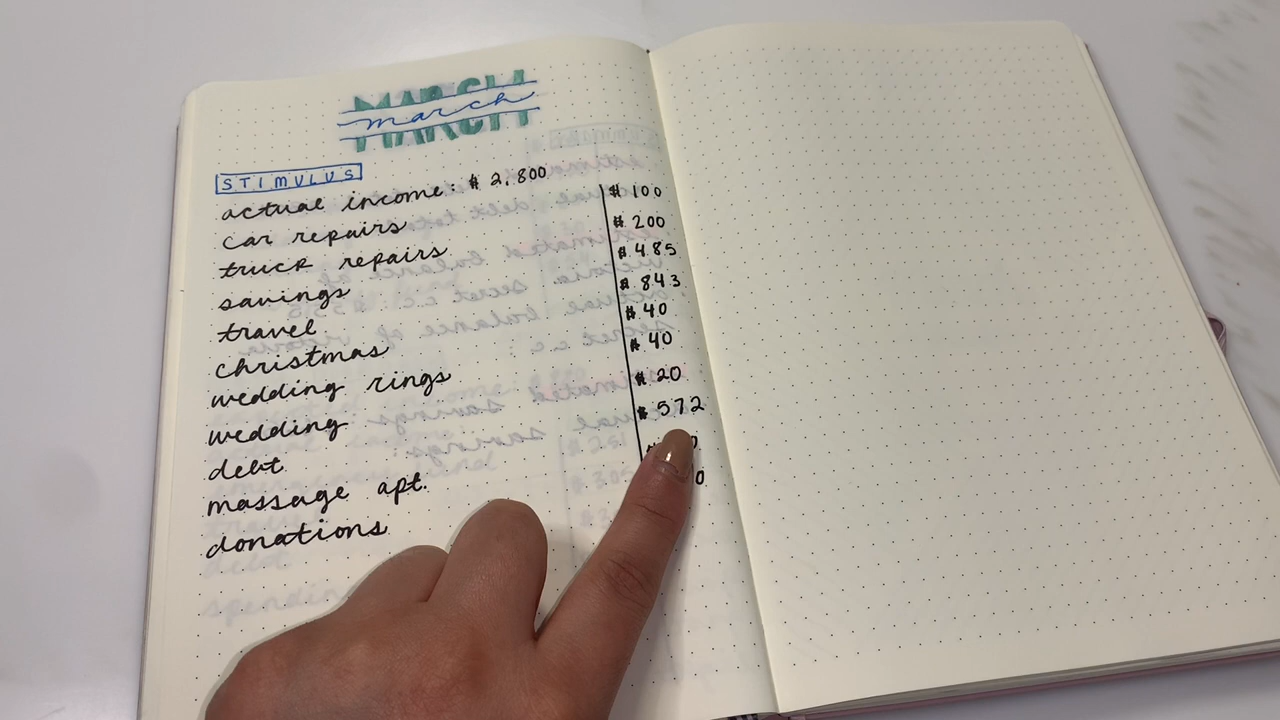 MARCH
march
STIMULUS
actual income: $ 2,800
car repairs $ 100
truck repairs $ 200
savings $ 485
travel $ 843
christmas $ 40
wedding rings $ 40
wedding $ 20
debt $ 572
massage apt.
donations